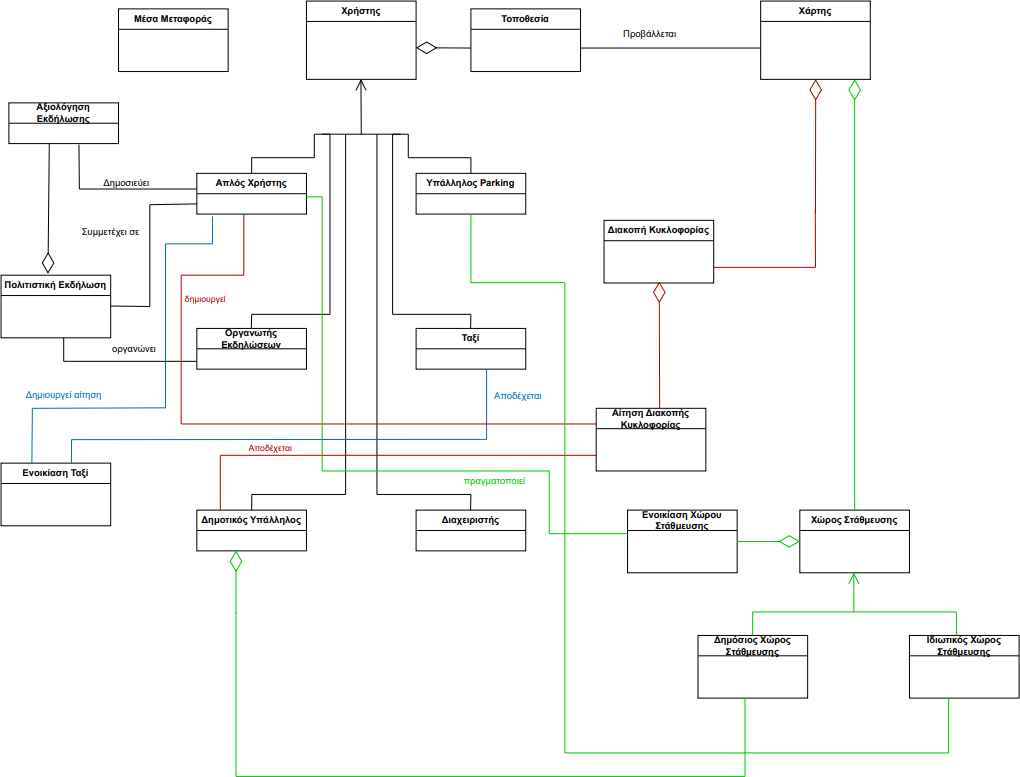 Μέσα Μεταφοράς
Χρήστης
Τοποθεσία
Χάρτης
Προβάλλεται
Αξιολόγηση
Εκδήλωσης
Δημοσιεύει
Απλός Χρήστης
Υπάλληλος Parking
Συμμετέχει σε
Διακοπή Κυκλοφορίας
Πολιτιστική Εκδήλωση
δημιουργεί
Οργανωτής
Εκδηλώσεων
Ταξί
οργανώνει
Δημιουργεί αίτηση
Αποδέχεται
Αίτηση Διακοπής
Κυκλοφορίας
Αποδέχεται
Ενοικίαση Ταξί
πραγματοποιεί
Δημοτικός Υπάλληλος
Διαχειριστής
Ενοικίαση Χώρου
Στάθμευσης
Χώρος Στάθμευσης
Δημόσιος Χώρος
Στάθμευσης
Ιδιωτικός Χώρος
Στάθμευσης